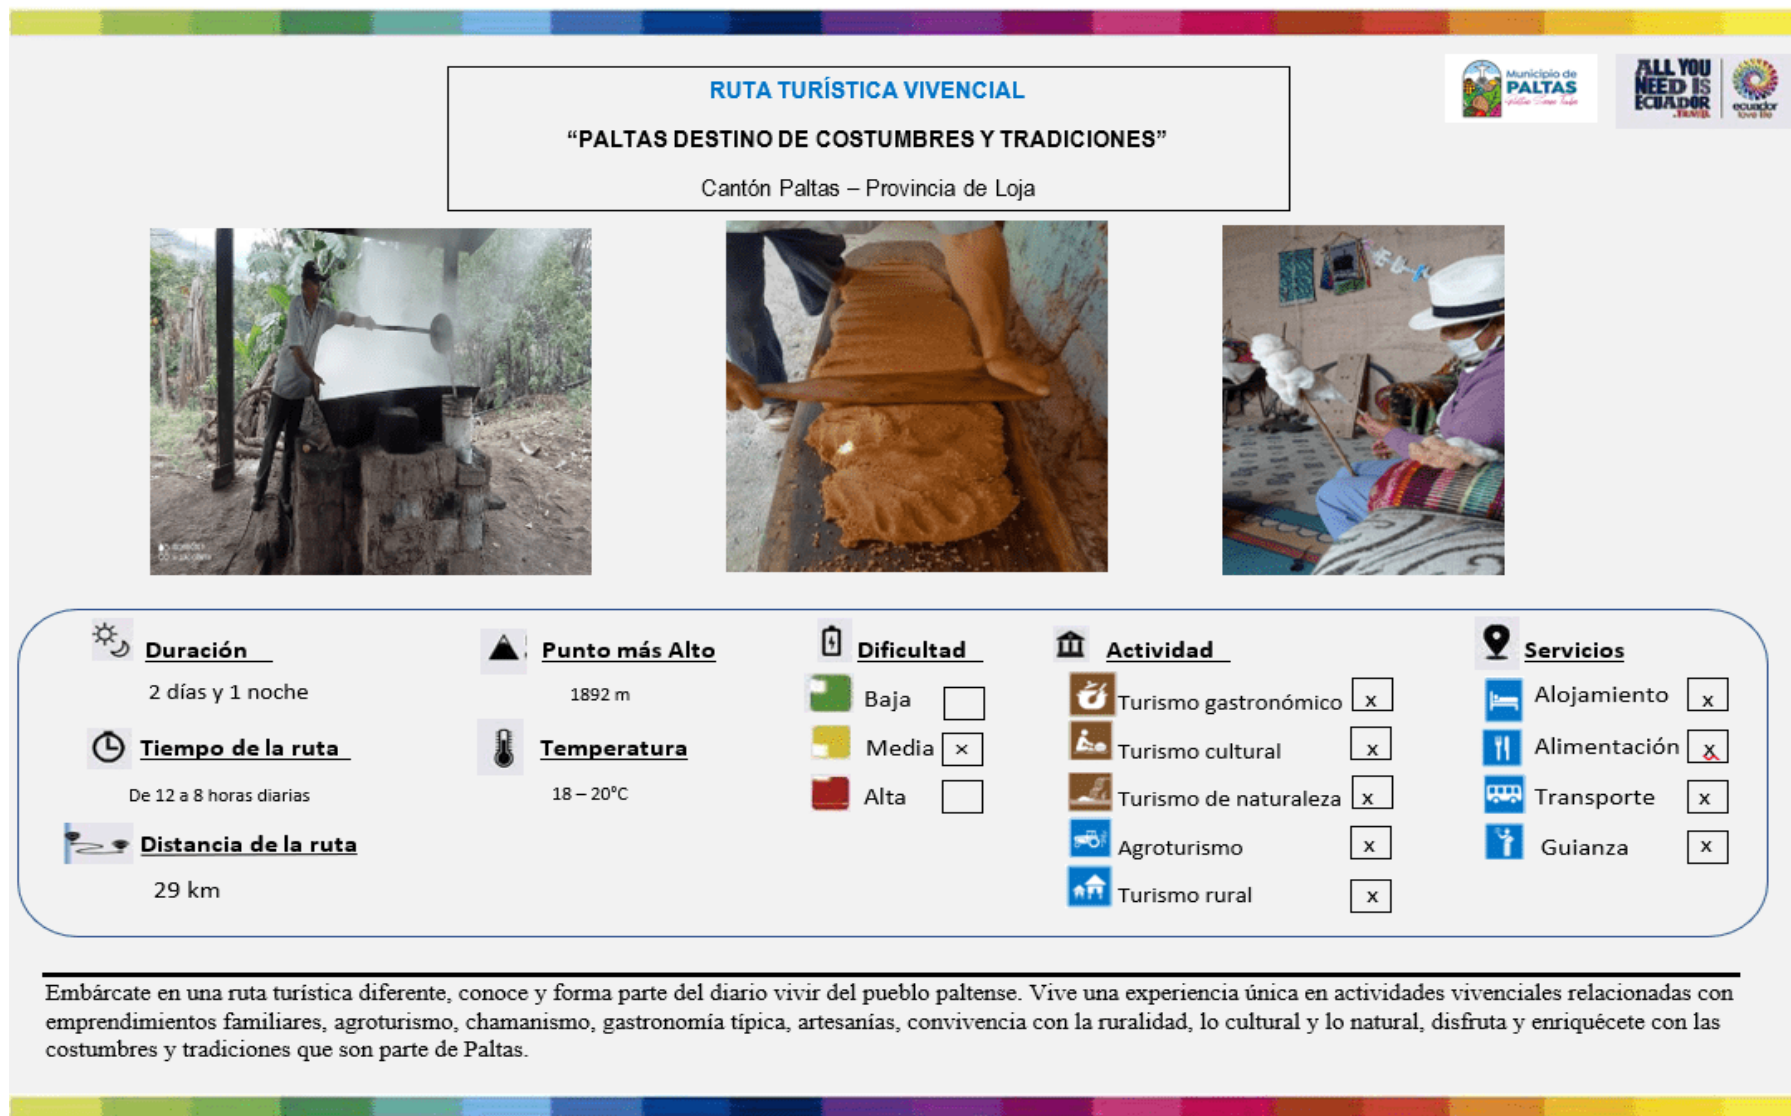 RUTA TURÍSTICA VIVENCIAL
“PALTAS DESTINO DE COSTUMBRES Y TRADICIONES”
Cantón Paltas – Provincia de Loja
Municipio de
PALTAS
ALL YOU
NEED IS
ECUADOR
.TRAVEL
ecuador
love life
Duración
2 días y 1 noche
Tiempo de la ruta
De 12 a 8 horas diarias
Distancia de la ruta
29 km
Punto más Alto
1892 m
Temperatura
18 – 20°C
Dificultad
Baja
Media x
Alta
Actividad
Turismo gastronómico x
Turismo cultural x
Turismo de naturaleza x
Agroturismo x
Turismo rural x
Servicios
Alojamiento x
Alimentación x
Transporte x
Guianza x
Embárcate en una ruta turística diferente, conoce y forma parte del diario vivir del pueblo paltense. Vive una experiencia única en actividades vivenciales relacionadas con
emprendimientos familiares, agroturismo, chamanismo, gastronomía típica, artesanías, convivencia con la ruralidad, lo cultural y lo natural, disfruta y enriquécete con las
costumbres y tradiciones que son parte de Paltas.